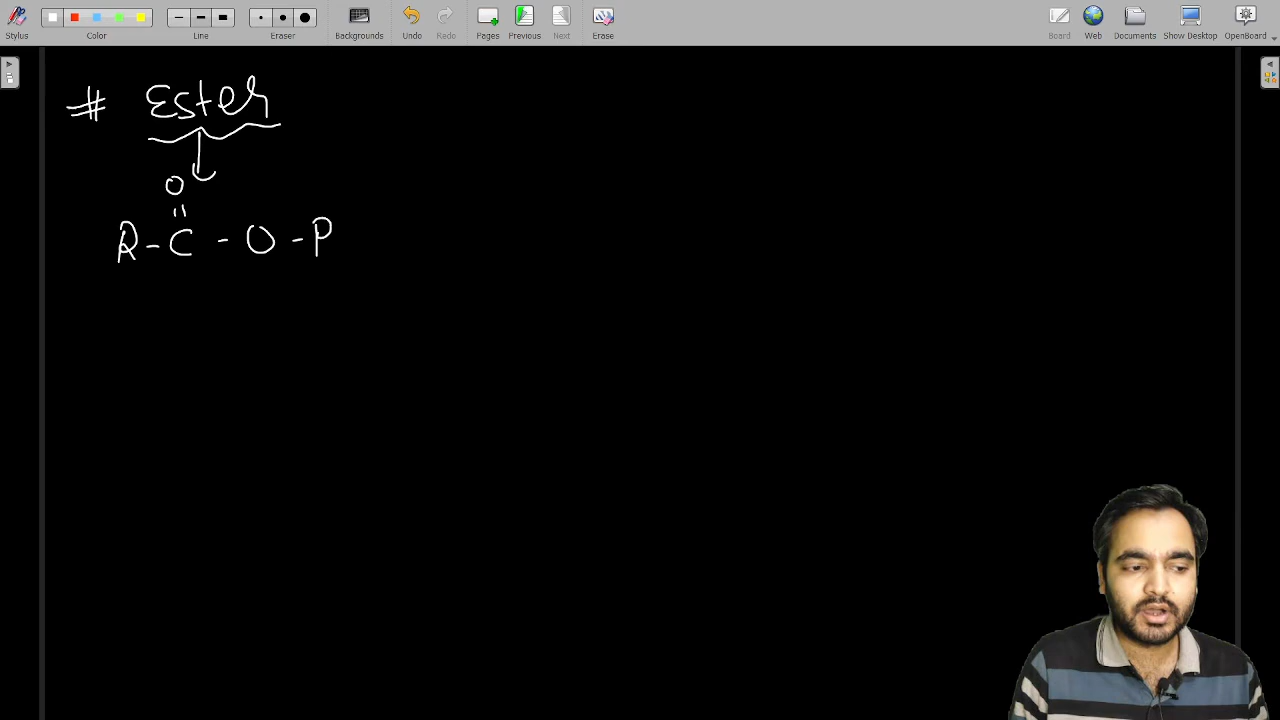 Stylus Color Line Eraser Backgrounds Undo Redo Pages Previous Next Erase Board Web Documents Show Desktop OpenBoard
# Ester
O
R - C - O - P